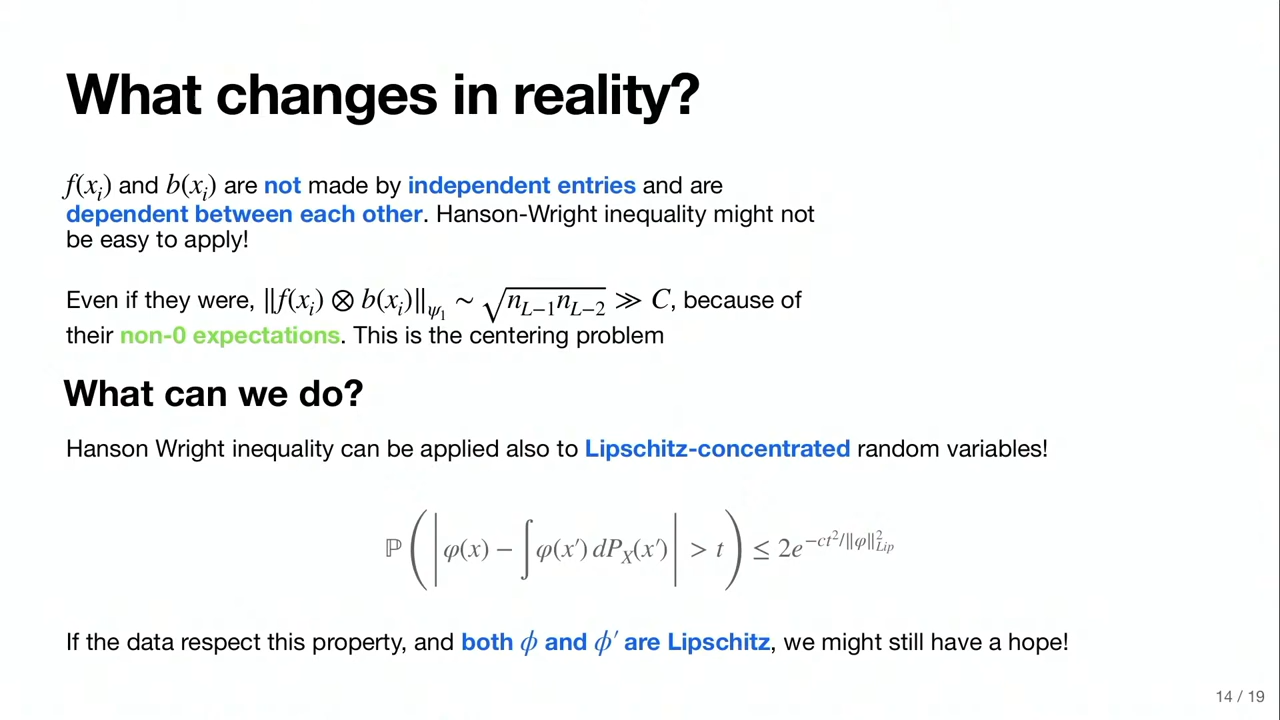 What changes in reality?
f(x_i) and b(x_i) are not made by independent entries and are
dependent between each other. Hanson-Wright inequality might not
be easy to apply!
Even if they were, ‖f(x_i) ⊗ b(x_i)‖_{ψ_1} ∼ √(n_{L−1}n_{L−2}) ≫ C, because of
their non-0 expectations. This is the centering problem
What can we do?
Hanson Wright inequality can be applied also to Lipschitz-concentrated random variables!
ℙ(|φ(x) − ∫φ(x′) dP_X(x′)| > t) ≤ 2e^{−ct²/‖φ‖²_{Lip}}
If the data respect this property, and both ϕ and ϕ′ are Lipschitz, we might still have a hope!
14 / 19